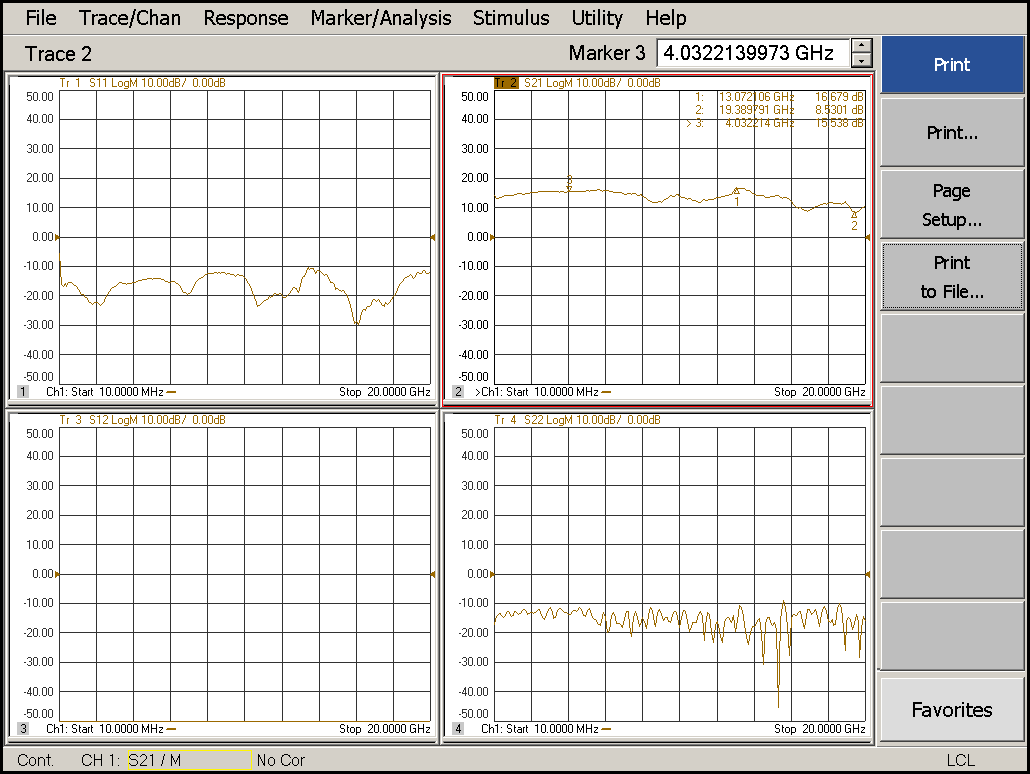 File Trace/Chan Response Marker/Analysis Stimulus Utility Help
Trace 2 Marker 3 4.0322139973 GHz
Print
Print...
Page
Setup...
Print
to File...
Favorites
Tr 1 S11 LogM 10.00dB/ 0.00dB
50.00
40.00
30.00
20.00
10.00
0.00
-10.00
-20.00
-30.00
-40.00
-50.00
1 Ch1: Start 10.0000 MHz Stop 20.0000 GHz
Tr 2 S21 LogM 10.00dB/ 0.00dB
1: 13.072106 GHz 16.679 dB
2: 19.389791 GHz 8.5301 dB
> 3: 4.032214 GHz 15.538 dB
50.00
40.00
30.00
20.00
10.00
0.00
-10.00
-20.00
-30.00
-40.00
-50.00
3
1
2
2 >Ch1: Start 10.0000 MHz Stop 20.0000 GHz
Tr 3 S12 LogM 10.00dB/ 0.00dB
50.00
40.00
30.00
20.00
10.00
0.00
-10.00
-20.00
-30.00
-40.00
-50.00
3 Ch1: Start 10.0000 MHz Stop 20.0000 GHz
Tr 4 S22 LogM 10.00dB/ 0.00dB
50.00
40.00
30.00
20.00
10.00
0.00
-10.00
-20.00
-30.00
-40.00
-50.00
4 Ch1: Start 10.0000 MHz Stop 20.0000 GHz
Cont. CH 1: S21 / M No Cor LCL